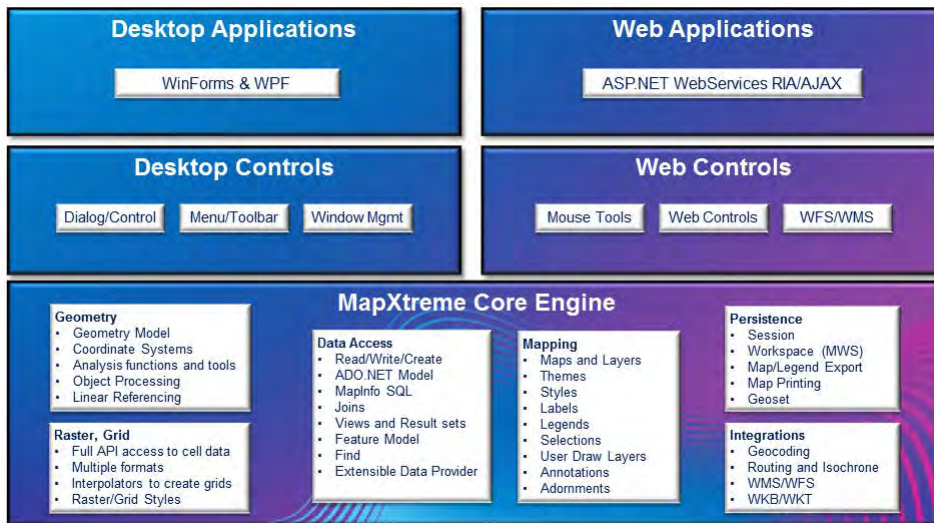 Desktop Applications
WinForms & WPF
Web Applications
ASP.NET WebServices RIA/AJAX
Desktop Controls
Dialog/Control
Menu/Toolbar
Window Mgmt
Web Controls
Mouse Tools
Web Controls
WFS/WMS
MapXtreme Core Engine
Geometry
• Geometry Model
• Coordinate Systems
• Analysis functions and tools
• Object Processing
• Linear Referencing
Raster, Grid
• Full API access to cell data
• Multiple formats
• Interpolators to create grids
• Raster/Grid Styles
Data Access
• Read/Write/Create
• ADO.NET Model
• MapInfo SQL
• Joins
• Views and Result sets
• Feature Model
• Find
• Extensible Data Provider
Mapping
• Maps and Layers
• Themes
• Styles
• Labels
• Legends
• Selections
• User Draw Layers
• Annotations
• Adornments
Persistence
• Session
• Workspace (MWS)
• Map/Legend Export
• Map Printing
• Geoset
Integrations
• Geocoding
• Routing and Isochrone
• WMS/WFS
• WKB/WKT